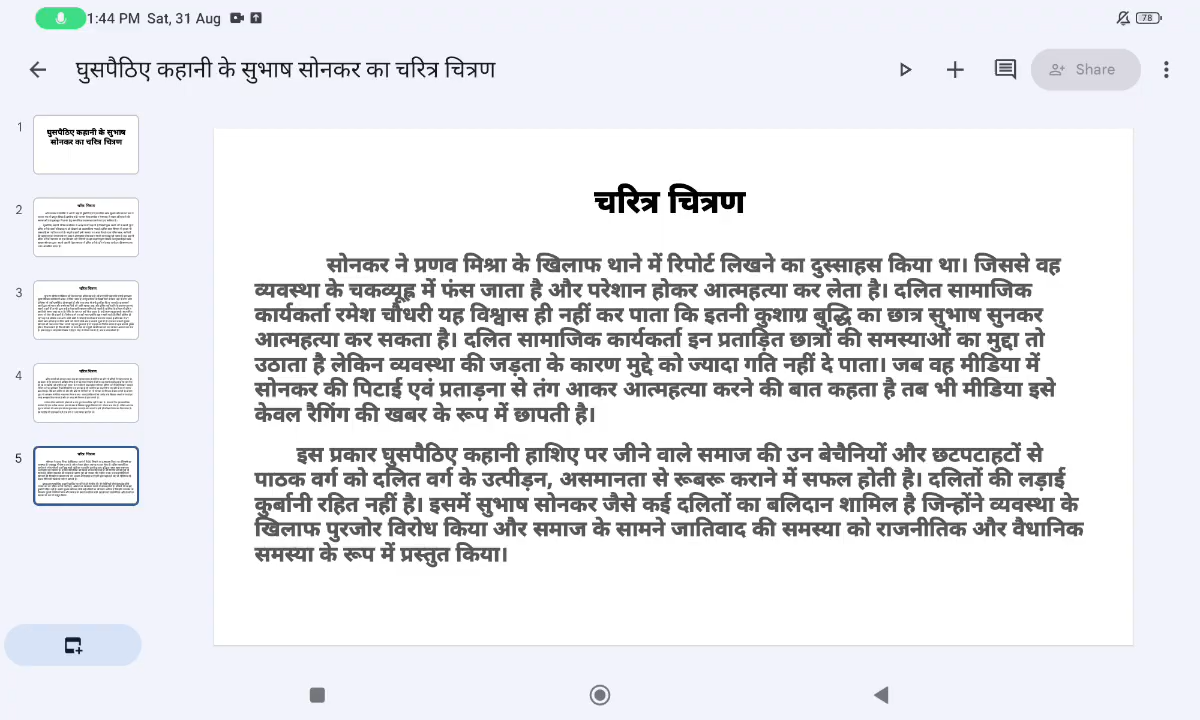 1:44 PM Sat, 31 Aug
78
घुसपैठिए कहानी के सुभाष सोनकर का चरित्र चित्रण
Share
1
घुसपैठिए कहानी के सुभाष
सोनकर का चरित्र चित्रण
2
3
4
5
चरित्र चित्रण
सोनकर ने प्रणव मिश्रा के खिलाफ थाने में रिपोर्ट लिखने का दुस्साहस किया था। जिससे वह
व्यवस्था के चकव्यूह में फंस जाता है और परेशान होकर आत्महत्या कर लेता है। दलित सामाजिक
कार्यकर्ता रमेश चौधरी यह विश्वास ही नहीं कर पाता कि इतनी कुशाग्र बुद्धि का छात्र सुभाष सुनकर
आत्महत्या कर सकता है। दलित सामाजिक कार्यकर्ता इन प्रताड़ित छात्रों की समस्याओं का मुद्दा तो
उठाता है लेकिन व्यवस्था की जड़ता के कारण मुद्दे को ज्यादा गति नहीं दे पाता। जब वह मीडिया में
सोनकर की पिटाई एवं प्रताड़ना से तंग आकर आत्महत्या करने की बात कहता है तब भी मीडिया इसे
केवल रैगिंग की खबर के रूप में छापती है।
इस प्रकार घुसपैठिए कहानी हाशिए पर जीने वाले समाज की उन बेचैनियों और छटपटाहटों से
पाठक वर्ग को दलित वर्ग के उत्पीड़न, असमानता से रूबरू कराने में सफल होती है। दलितों की लड़ाई
कुर्बानी रहित नहीं है। इसमें सुभाष सोनकर जैसे कई दलितों का बलिदान शामिल है जिन्होंने व्यवस्था के
खिलाफ पुरजोर विरोध किया और समाज के सामने जातिवाद की समस्या को राजनीतिक और वैधानिक
समस्या के रूप में प्रस्तुत किया।